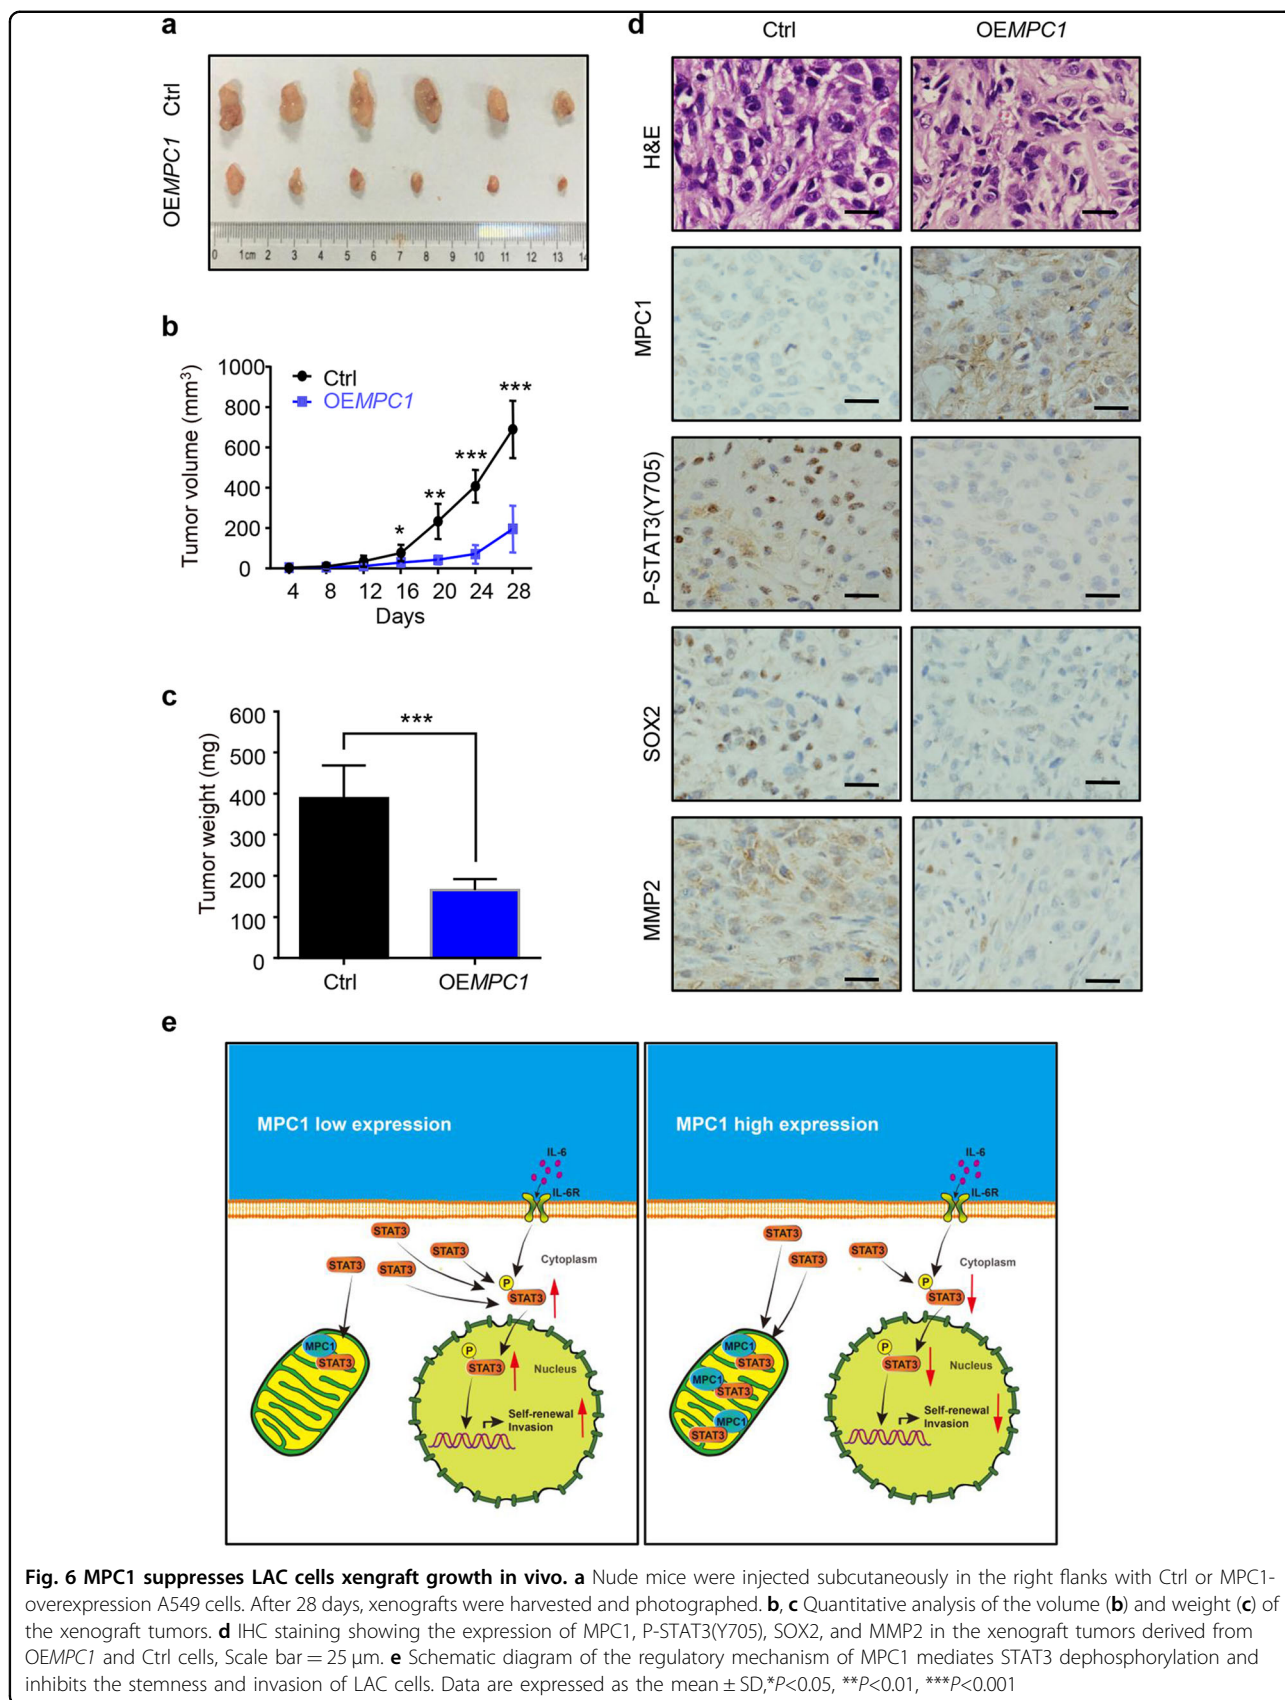 a
Ctrl
OEMPC1
0 1cm 2 3 4 5 6 7 8 9 10 11 12 13 14
b
1000
800
600
400
200
0
Tumor volume (mm3)
Ctrl
OEMPC1
* ** *** ***
4 8 12 16 20 24 28
Days
c
600
500
400
300
200
100
0
Tumor weight (mg)
***
Ctrl OEMPC1
d
Ctrl OEMPC1
H&E
MPC1
P-STAT3(Y705)
SOX2
MMP2
e
MPC1 low expression
IL-6
IL-6R
STAT3
STAT3
STAT3
STAT3
Cytoplasm
P
STAT3
MPC1
STAT3
P
STAT3
Nucleus
Self-renewal
Invasion
MPC1 high expression
IL-6
IL-6R
STAT3
STAT3
STAT3
Cytoplasm
P
STAT3
MPC1
STAT3
MPC1
STAT3
MPC1
STAT3
P
STAT3
Nucleus
Self-renewal
Invasion
Fig. 6 MPC1 suppresses LAC cells xengraft growth in vivo. a Nude mice were injected subcutaneously in the right flanks with Ctrl or MPC1-
overexpression A549 cells. After 28 days, xenografts were harvested and photographed. b, c Quantitative analysis of the volume (b) and weight (c) of
the xenograft tumors. d IHC staining showing the expression of MPC1, P-STAT3(Y705), SOX2, and MMP2 in the xenograft tumors derived from
OEMPC1 and Ctrl cells, Scale bar = 25 μm. e Schematic diagram of the regulatory mechanism of MPC1 mediates STAT3 dephosphorylation and
inhibits the stemness and invasion of LAC cells. Data are expressed as the mean ± SD,*P<0.05, **P<0.01, ***P<0.001